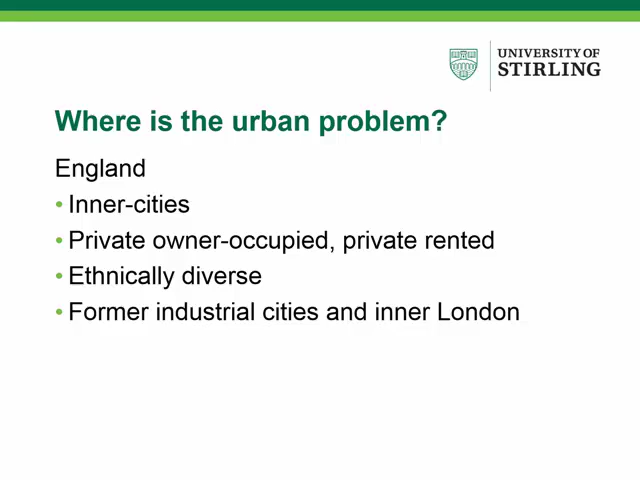 UNIVERSITY OF
STIRLING
Where is the urban problem?
England
• Inner-cities
• Private owner-occupied, private rented
• Ethnically diverse
• Former industrial cities and inner London